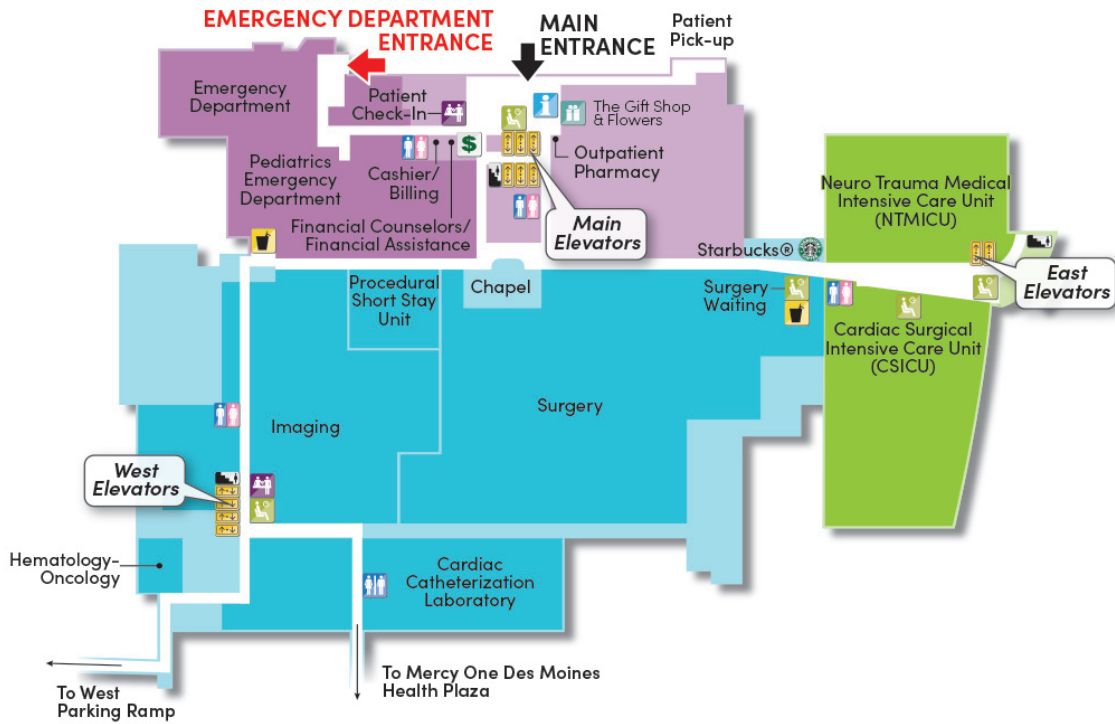 EMERGENCY DEPARTMENT
ENTRANCE
MAIN
ENTRANCE
Patient
Pick-up
Emergency
Department
Patient
Check-In
The Gift Shop
& Flowers
$
Pediatrics
Emergency
Department
Cashier/
Billing
Outpatient
Pharmacy
Financial Counselors/
Financial Assistance
Main
Elevators
Neuro Trauma Medical
Intensive Care Unit
(NTMICU)
Starbucks®
East
Elevators
Procedural
Short Stay
Unit
Chapel
Surgery
Waiting
Cardiac Surgical
Intensive Care Unit
(CSICU)
Imaging
Surgery
West
Elevators
Hematology-
Oncology
Cardiac
Catheterization
Laboratory
To West
Parking Ramp
To Mercy One Des Moines
Health Plaza